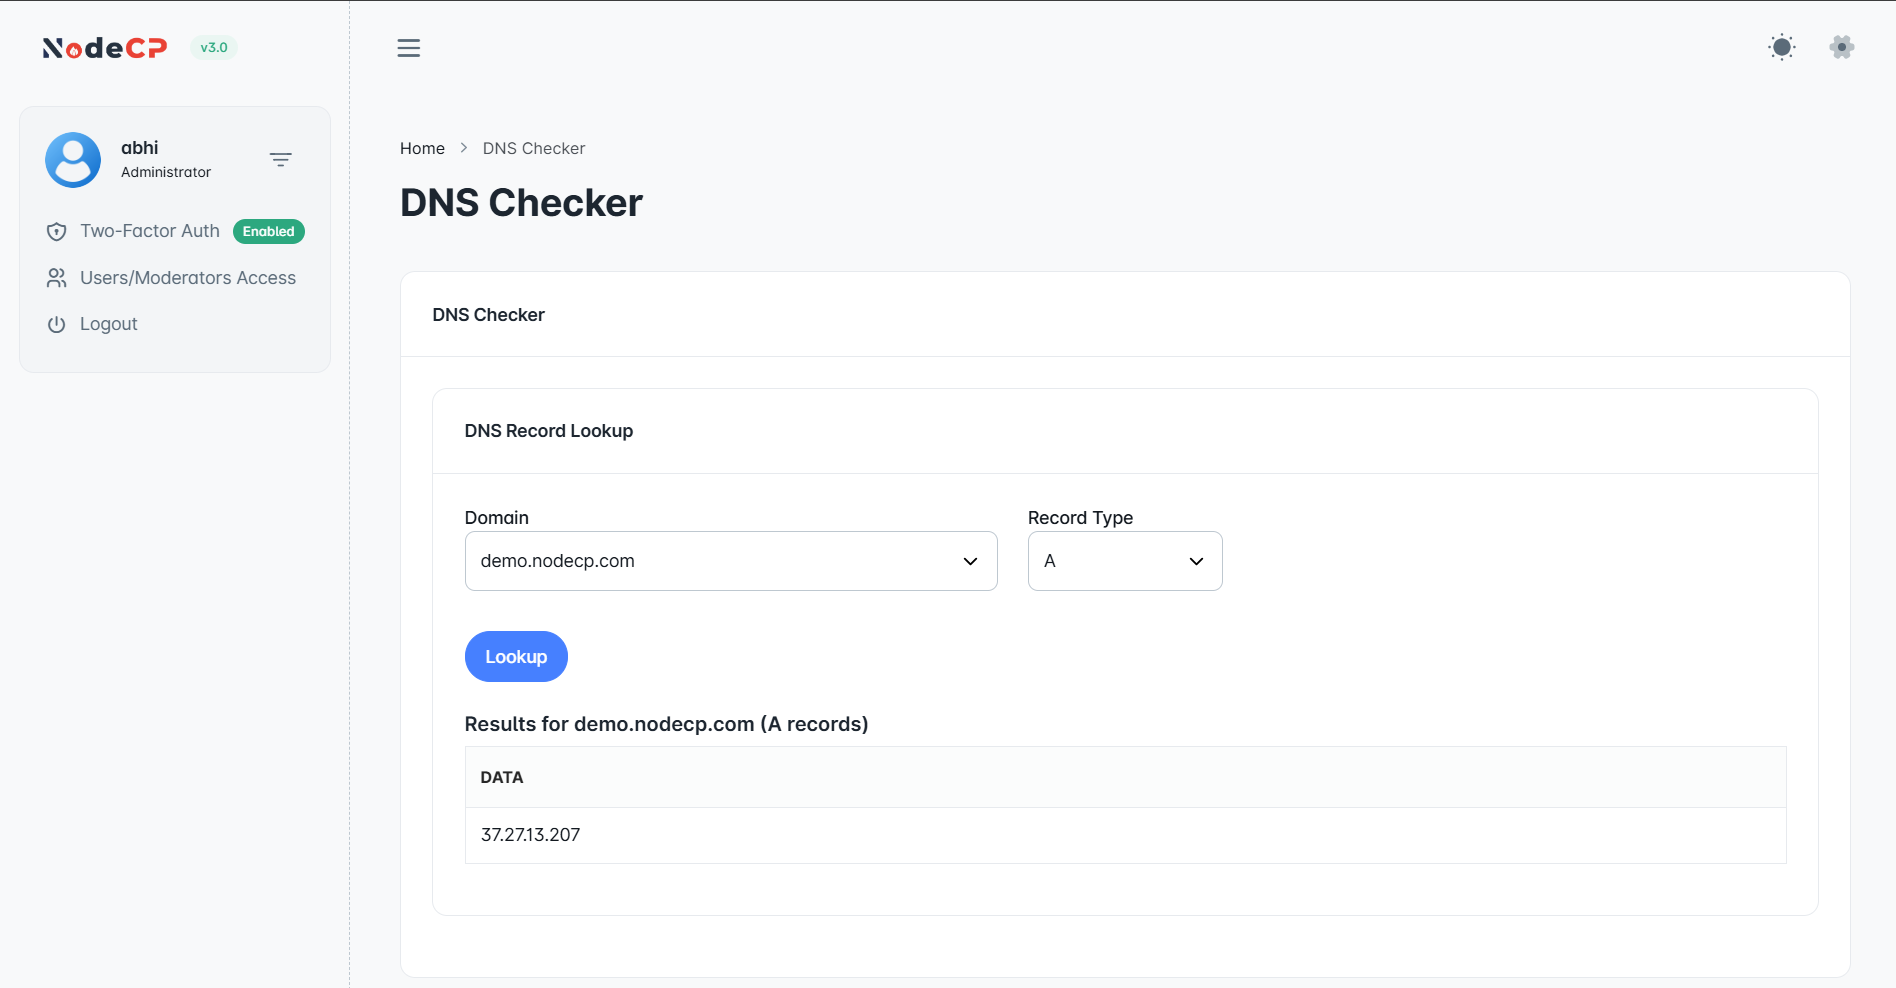 NodeCP v3.0
abhi
Administrator
Two-Factor Auth Enabled
Users/Moderators Access
Logout
Home > DNS Checker
DNS Checker
DNS Checker
DNS Record Lookup
Domain
demo.nodecp.com
Record Type
A
Lookup
Results for demo.nodecp.com (A records)
DATA
37.27.13.207